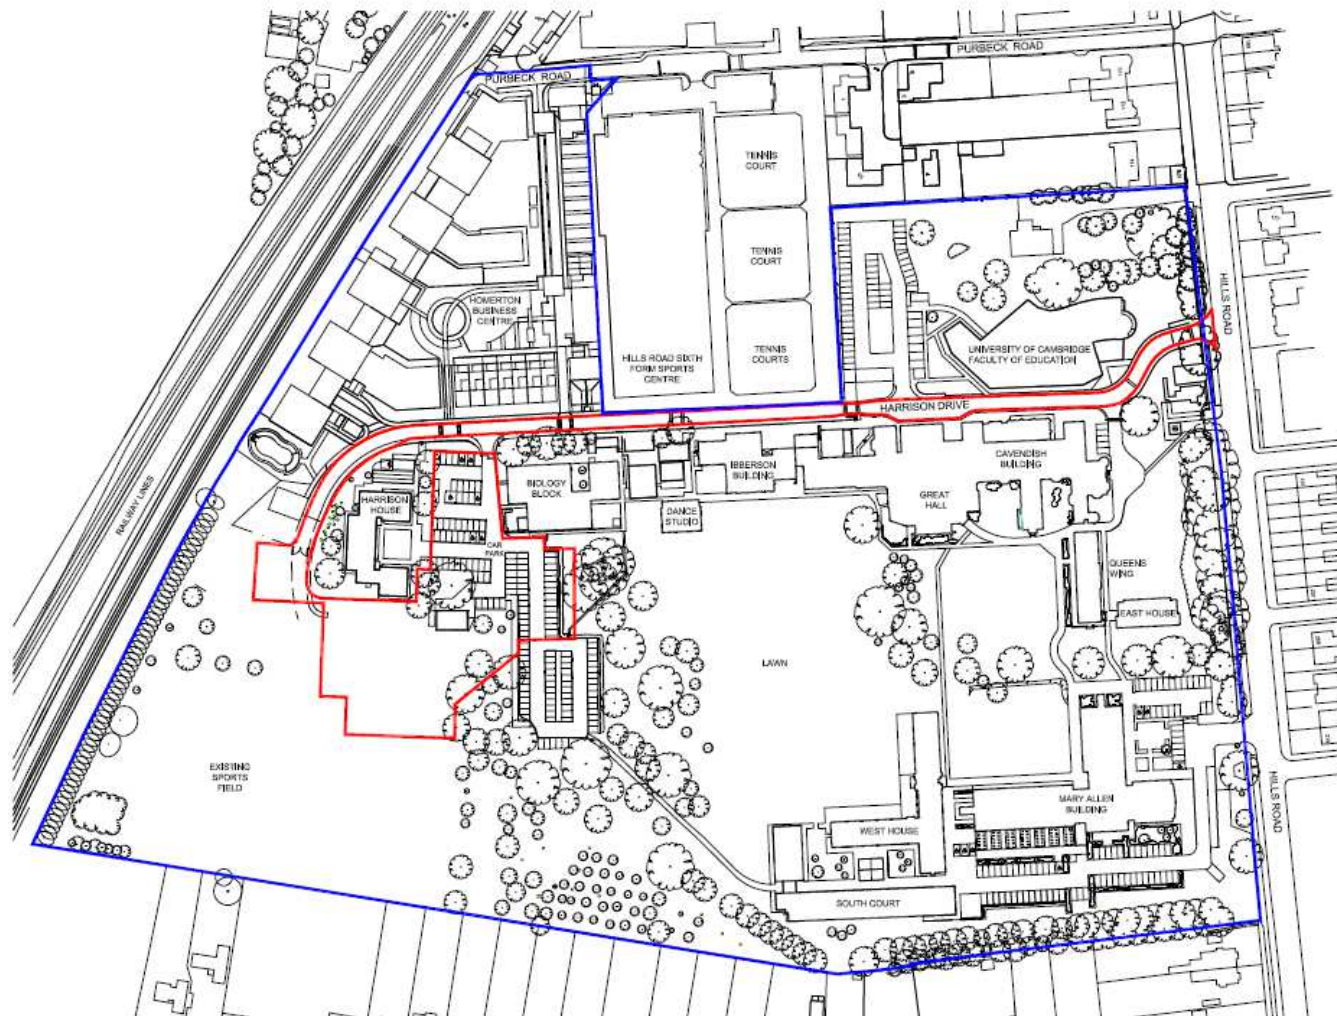 PURBECK ROAD
PURBECK ROAD
TENNIS
COURT
TENNIS
COURT
TENNIS
COURTS
HILLS ROAD
HOMERTON
BUSINESS
CENTRE
HILLS ROAD SIXTH
FORM SPORTS
CENTRE
UNIVERSITY OF CAMBRIDGE
FACULTY OF EDUCATION
HARRISON DRIVE
RAILWAY LINES
HARRISON
HOUSE
BIOLOGY
BLOCK
IBBERSON
BUILDING
CAVENDISH
BUILDING
GREAT
HALL
DANCE
STUDIO
CAR
PARK
QUEENS
WING
EAST HOUSE
LAWN
EXISTING
SPORTS
FIELD
MARY ALLEN
BUILDING
HILLS ROAD
WEST HOUSE
SOUTH COURT